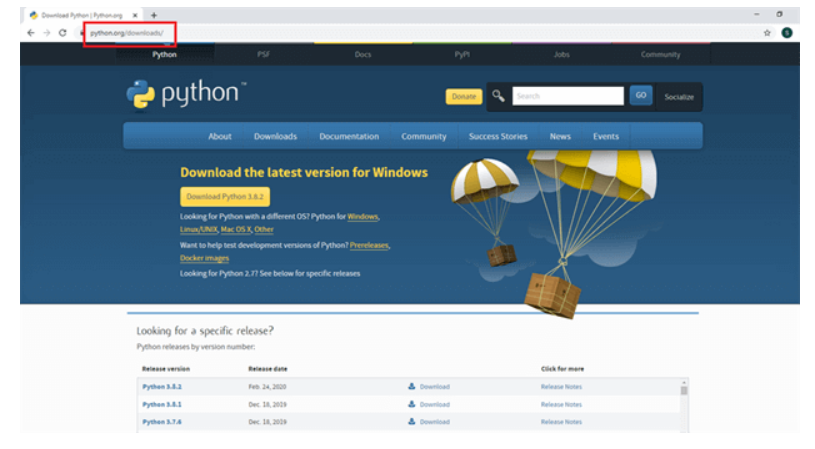 Download Python | Python.org
python.org/downloads/
Python PSF Docs PyPI Jobs Community
python™
Donate Search GO Socialize
About Downloads Documentation Community Success Stories News Events
Download the latest version for Windows
Download Python 3.8.2
Looking for Python with a different OS? Python for Windows,
Linux/UNIX, Mac OS X, Other
Want to help test development versions of Python? Prereleases,
Docker images
Looking for Python 2.7? See below for specific releases
Looking for a specific release?
Python releases by version number:
Release version Release date Click for more
Python 3.8.2 Feb. 24, 2020 Download Release Notes
Python 3.8.1 Dec. 18, 2019 Download Release Notes
Python 3.7.6 Dec. 18, 2019 Download Release Notes